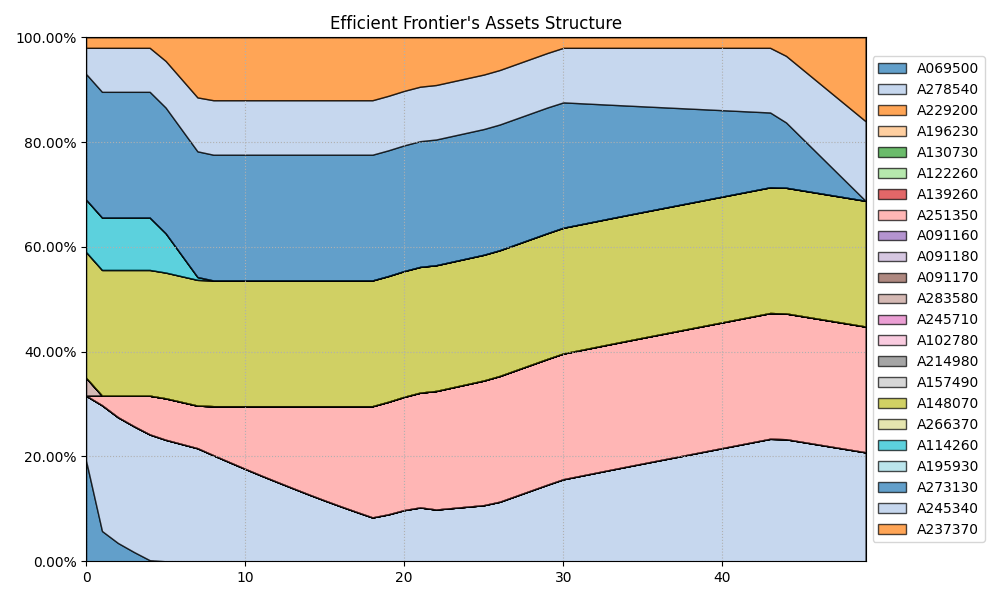 Efficient Frontier's Assets Structure
100.00%
80.00%
60.00%
40.00%
20.00%
0.00%
0
10
20
30
40
A069500
A278540
A229200
A196230
A130730
A122260
A139260
A251350
A091160
A091180
A091170
A283580
A245710
A102780
A214980
A157490
A148070
A266370
A114260
A195930
A273130
A245340
A237370